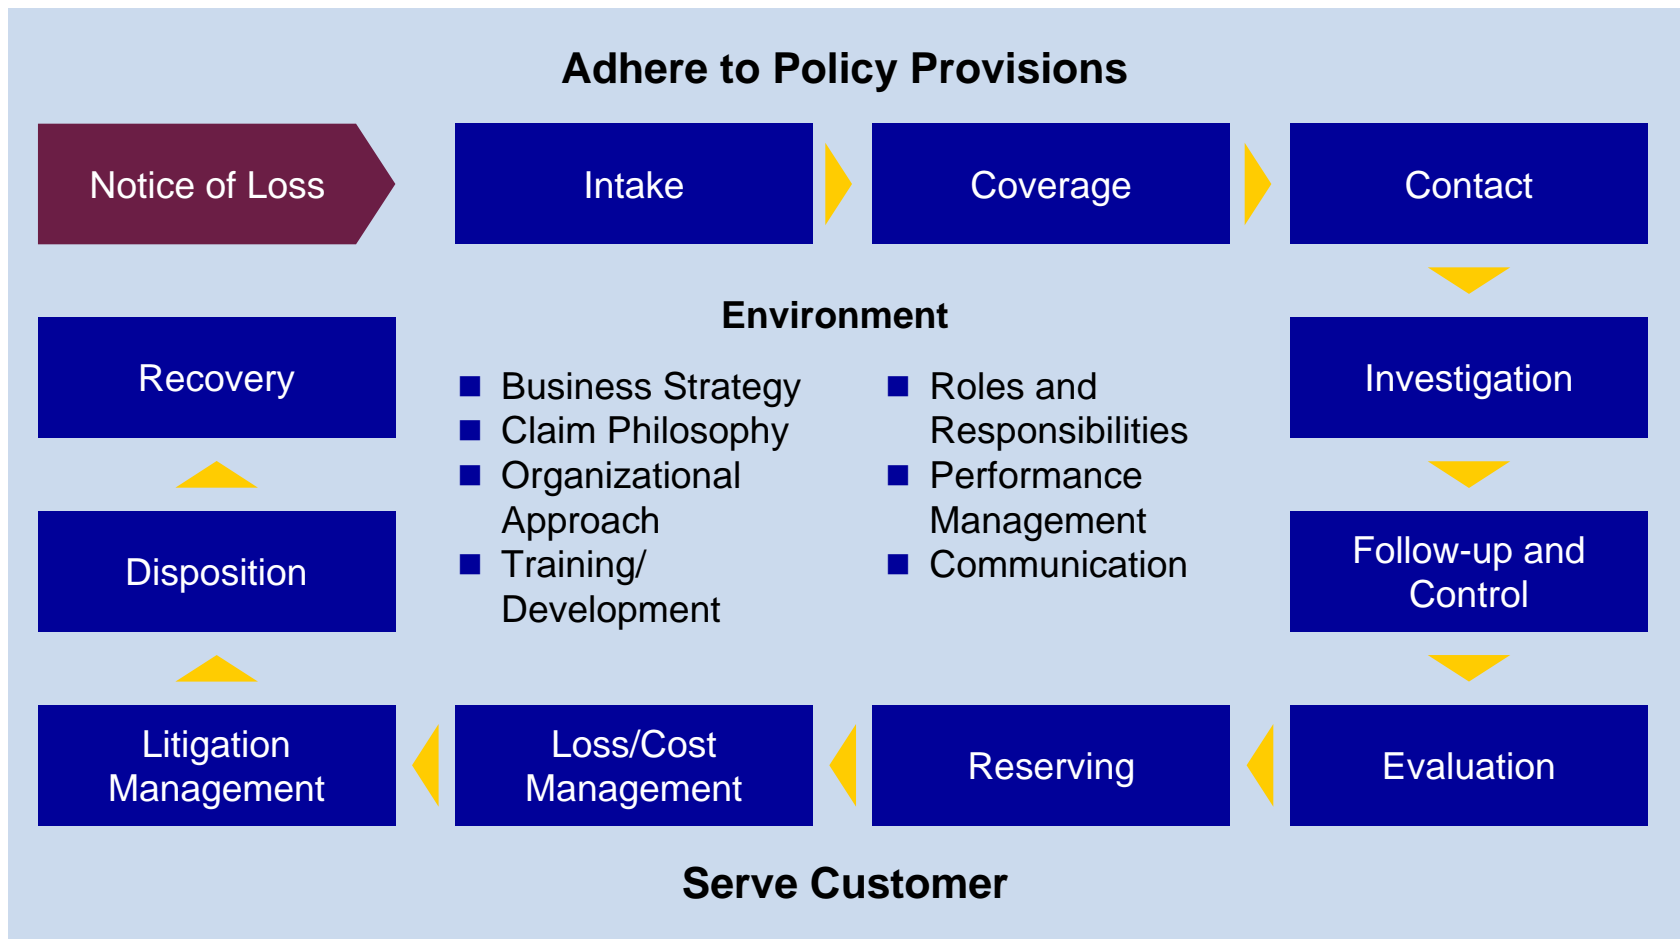 Adhere to Policy Provisions
Notice of Loss
Intake
Coverage
Contact
Environment
Recovery
Business Strategy
Claim Philosophy
Organizational
Approach
Training/
Development
Roles and
Responsibilities
Performance
Management
Communication
Investigation
Disposition
Follow-up and
Control
Litigation
Management
Loss/Cost
Management
Reserving
Evaluation
Serve Customer